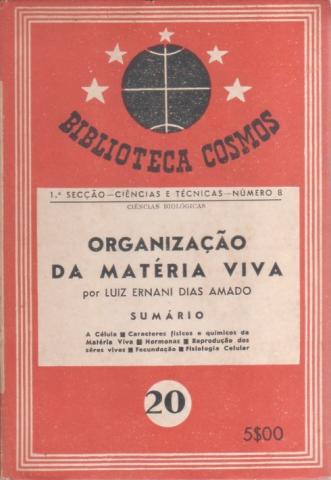 BIBLIOTECA COSMOS
1.ª SECÇÃO—CIÊNCIAS E TÉCNICAS—NÚMERO 8
CIÊNCIAS BIOLÓGICAS
ORGANIZAÇÃO
DA MATÉRIA VIVA
por LUIZ ERNANI DIAS AMADO
SUMÁRIO
A Célula ■ Caracteres físicos e químicos da
Matéria Viva ■ Hormonas ■ Reprodução dos
sêres vivos ■ Fecundação ■ Fisiologia Celular
20
5$00